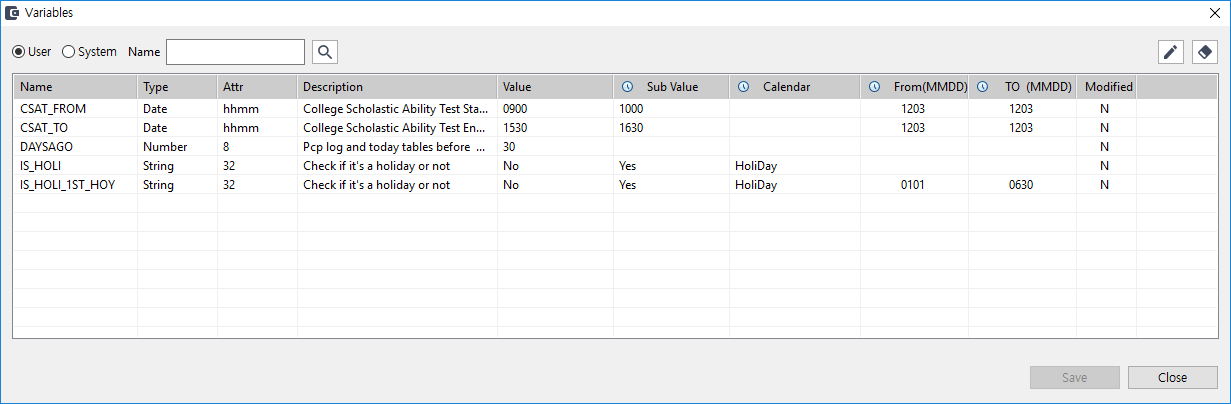 Variables
User System Name
Name Type Attr Description Value Sub Value Calendar From(MMDD) TO (MMDD) Modified
CSAT_FROM Date hhmm College Scholastic Ability Test Sta... 0900 1000 1203 1203 N
CSAT_TO Date hhmm College Scholastic Ability Test En... 1530 1630 1203 1203 N
DAYSAGO Number 8 Pcp log and today tables before ... 30 N
IS_HOLI String 32 Check if it's a holiday or not No Yes HoliDay N
IS_HOLI_1ST_HOY String 32 Check if it's a holiday or not No Yes HoliDay 0101 0630 N
Save Close